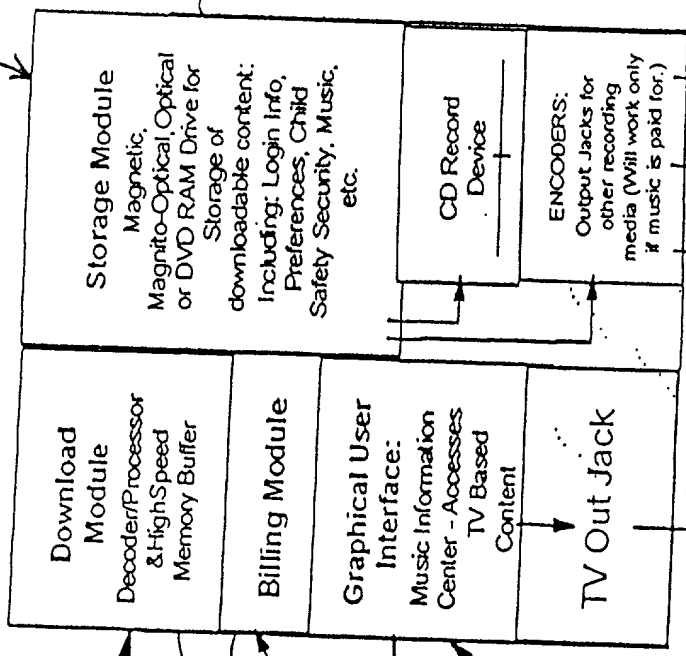 Storage Module
Magnetic,
Magnito-Optical, Optical
or DVD RAM Drive for
Storage of
downloadable content:
Including: Login Info,
Preferences, Child
Safety Security, Music,
etc.
CD Record
Device
ENCODERS:
Output Jacks for
other recording
media (Will work only
if music is paid for.)
Download
Module
Decoder/Processor
&HighSpeed
Memory Buffer
Billing Module
Graphical User
Interface:
Music Information
Center - Accesses
TV Based
Content
TV Out Jack